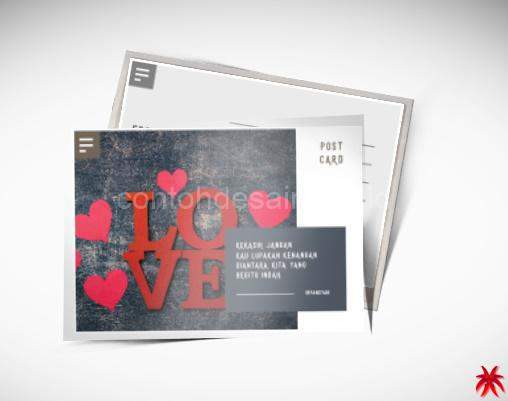 POST
CARD
contohdesain
LOVE
KEKASIH JANGAN
KAU LUPAKAN KENANGAN
DIANTARA KITA YANG
BEGITU INDAH